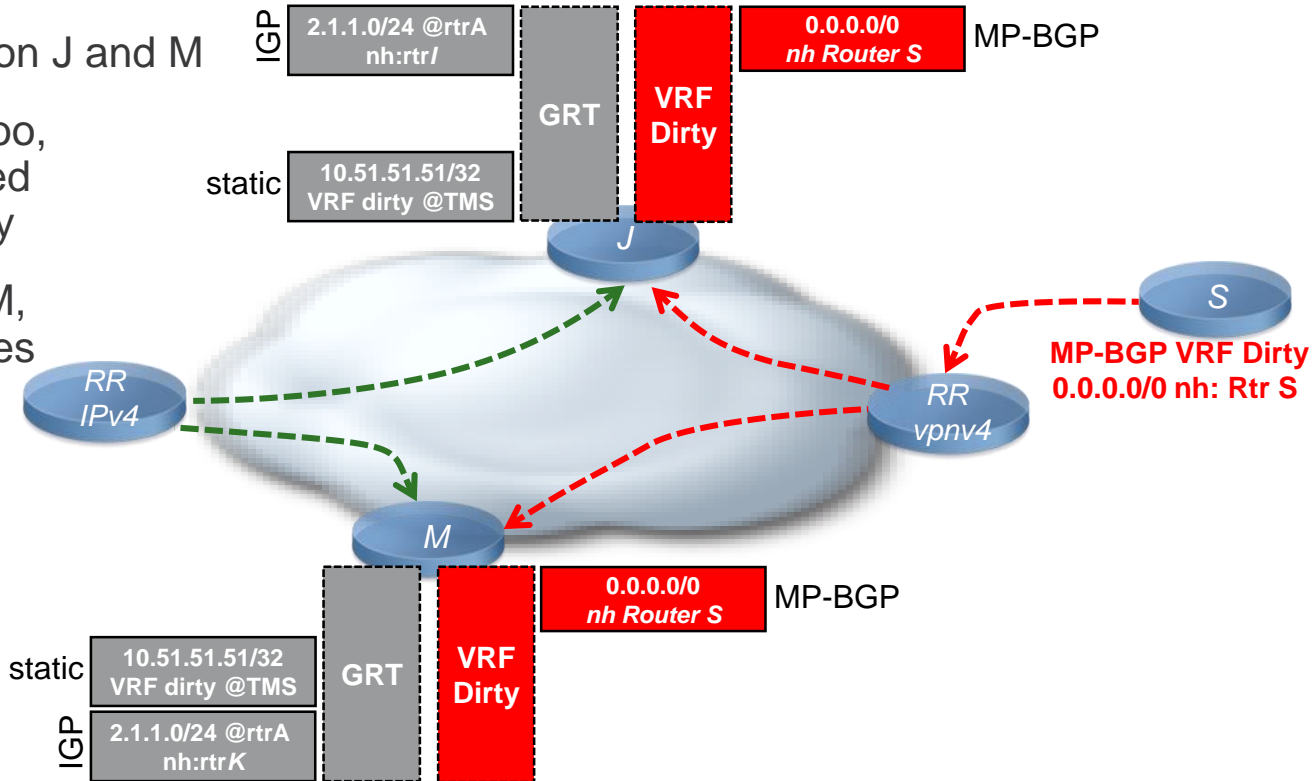 on J and M
M,
IGP
2.1.1.0/24 @rtrA
nh:rtrI
static
10.51.51.51/32
VRF dirty @TMS
GRT
VRF
Dirty
0.0.0.0/0
nh Router S
MP-BGP
J
S
MP-BGP VRF Dirty
0.0.0.0/0 nh: Rtr S
RR
IPv4
RR
vpnv4
M
static
10.51.51.51/32
VRF dirty @TMS
IGP
2.1.1.0/24 @rtrA
nh:rtrK
GRT
VRF
Dirty
0.0.0.0/0
nh Router S
MP-BGP